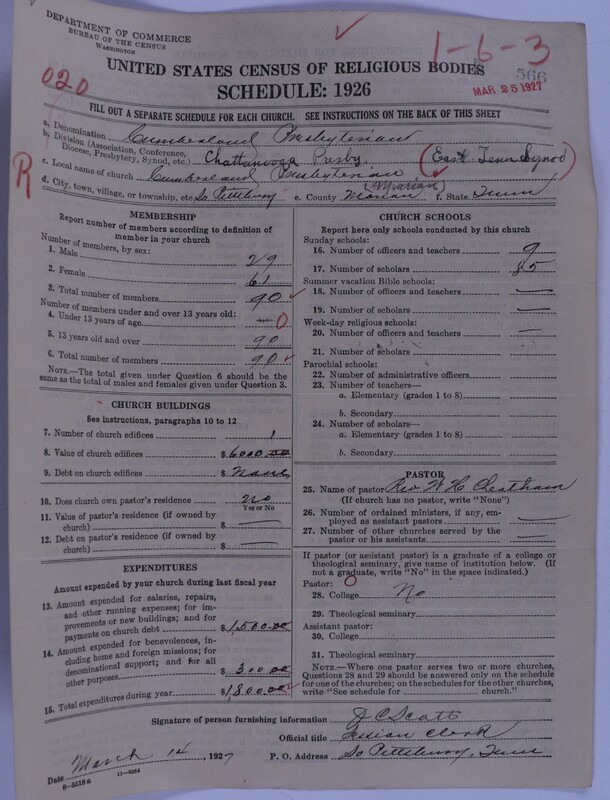 DEPARTMENT OF COMMERCE
BUREAU OF THE CENSUS
WASHINGTON
1-6-3
566
MAR 25 1927
020
UNITED STATES CENSUS OF RELIGIOUS BODIES
SCHEDULE: 1926
FILL OUT A SEPARATE SCHEDULE FOR EACH CHURCH. SEE INSTRUCTIONS ON THE BACK OF THIS SHEET
a. Denomination Cumberland Presbyterian
b. Division (Association, Conference, Diocese, Presbytery, Synod, etc.) Chattanooga Presby. (East Tenn Synod)
R
c. Local name of church Cumberland Presbyterian
(Marian)
d. City, town, village, or township, etc. So Pittsburg e. County Marian f. State Tenn
MEMBERSHIP
Report number of members according to definition of member in your church
Number of members, by sex:
1. Male 29
2. Female 61
3. Total number of members 90
Number of members under and over 13 years old:
4. Under 13 years of age 0
5. 13 years old and over 90
6. Total number of members 90
NOTE.—The total given under Question 6 should be the same as the total of males and females given under Question 3.
CHURCH BUILDINGS
See instructions, paragraphs 10 to 12
7. Number of church edifices 1
8. Value of church edifices $ 6000.00
9. Debt on church edifices $ None
10. Does church own pastor's residence No
Yes or No
11. Value of pastor's residence (if owned by church) $ —
12. Debt on pastor's residence (if owned by church) $ —
EXPENDITURES
Amount expended by your church during last fiscal year
13. Amount expended for salaries, repairs, and other running expenses; for improvements or new buildings; and for payments on church debt $ 1,500.00
14. Amount expended for benevolences, including home and foreign missions; for denominational support; and for all other purposes $ 300.00
15. Total expenditures during year $ 1,800.00
CHURCH SCHOOLS
Report here only schools conducted by this church
Sunday schools:
16. Number of officers and teachers 9
17. Number of scholars 85
Summer vacation Bible schools:
18. Number of officers and teachers —
19. Number of scholars —
Week-day religious schools:
20. Number of officers and teachers —
21. Number of scholars
Parochial schools:
22. Number of administrative officers
23. Number of teachers—
a. Elementary (grades 1 to 8)
b. Secondary
24. Number of scholars—
a. Elementary (grades 1 to 8)
b. Secondary
PASTOR
25. Name of pastor Rev W H Cheatham
(If church has no pastor, write "None")
26. Number of ordained ministers, if any, employed as assistant pastors —
27. Number of other churches served by the pastor or his assistants —
If pastor (or assistant pastor) is a graduate of a college or theological seminary, give name of institution below. (If not a graduate, write "No" in the space indicated.)
Pastor: 0
28. College No
29. Theological seminary
Assistant pastor:
30. College
31. Theological seminary
NOTE.—Where one pastor serves two or more churches, Questions 28 and 29 should be answered only on the schedule for one of the churches; on the schedules for the other churches, write "See schedule for ........ church."
Signature of person furnishing information J C Scott
Official title Session Clerk
Date March 14, 1927 P. O. Address So Pittsburg, Tenn
8-5518a 11-9084